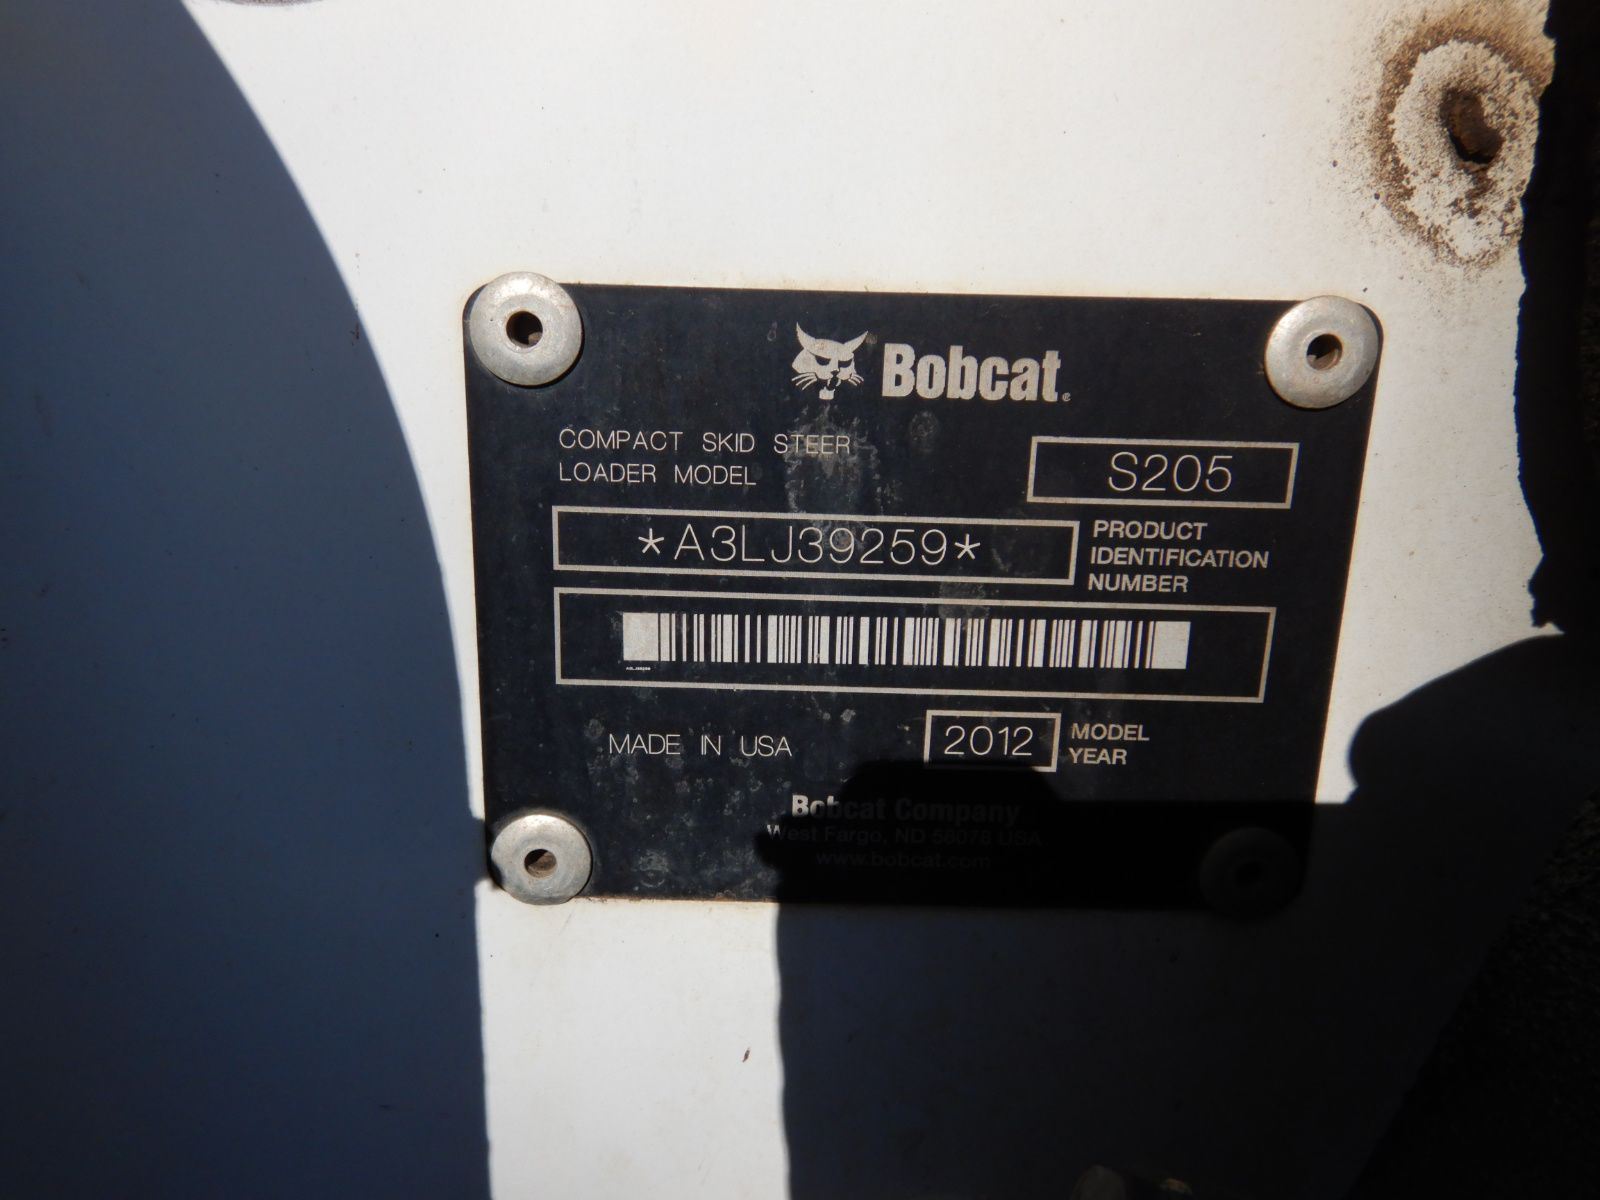 Bobcat®
COMPACT SKID STEER
LOADER MODEL
S205
*A3LJ39259*
PRODUCT
IDENTIFICATION
NUMBER
A3LJ39259
MADE IN USA
2012
MODEL
YEAR
Bobcat Company
West Fargo, ND 58078 USA
www.bobcat.com